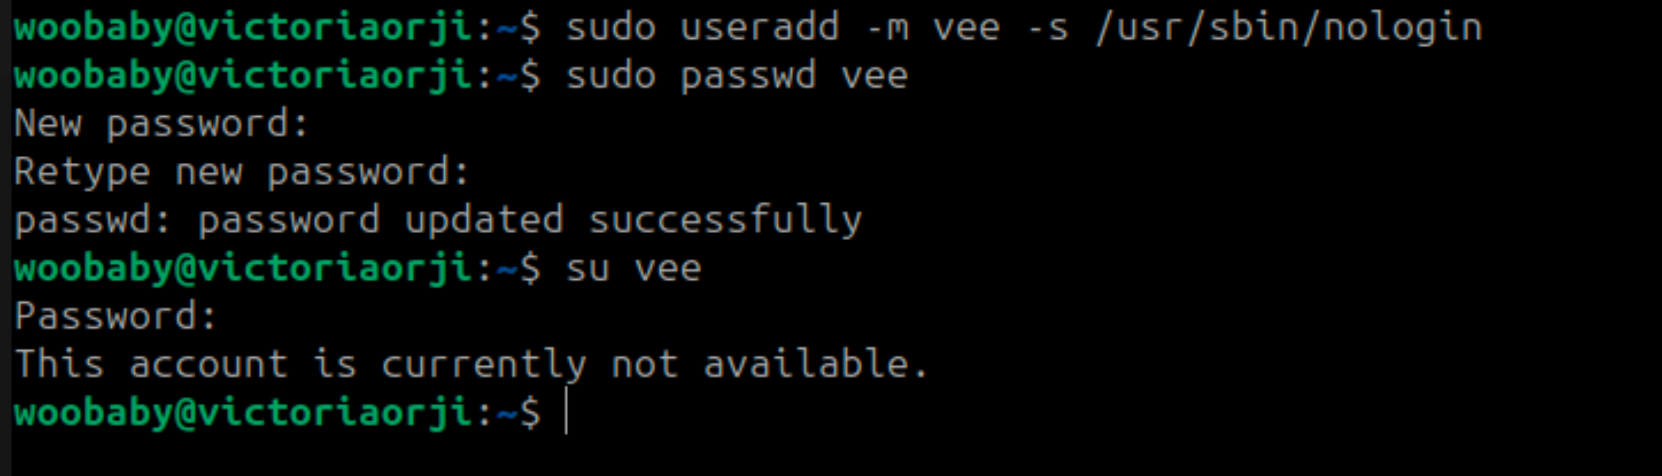 woobaby@victoriaorji:~$ sudo useradd -m vee -s /usr/sbin/nologin
woobaby@victoriaorji:~$ sudo passwd vee
New password:
Retype new password:
passwd: password updated successfully
woobaby@victoriaorji:~$ su vee
Password:
This account is currently not available.
woobaby@victoriaorji:~$